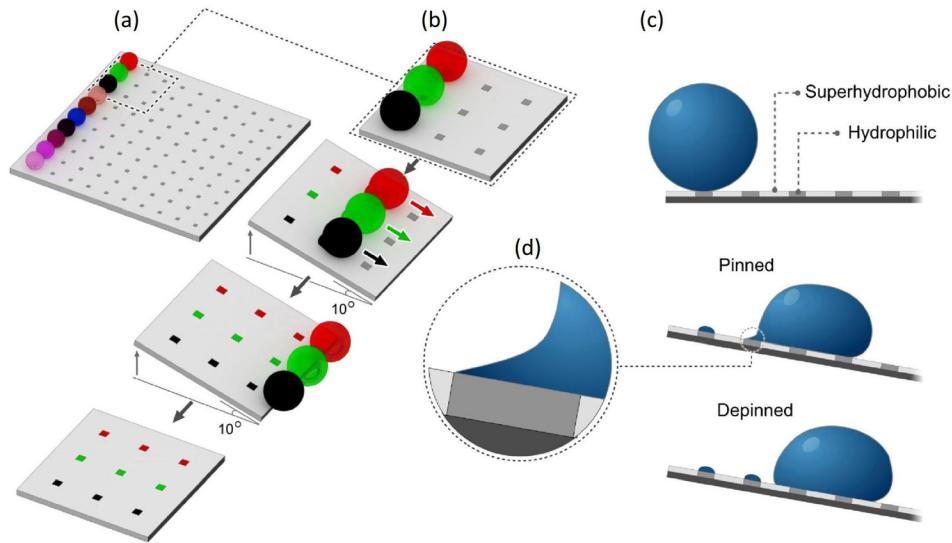 (a)
(b)
(c)
Superhydrophobic
Hydrophilic
(d)
10°
Pinned
10°
Depinned